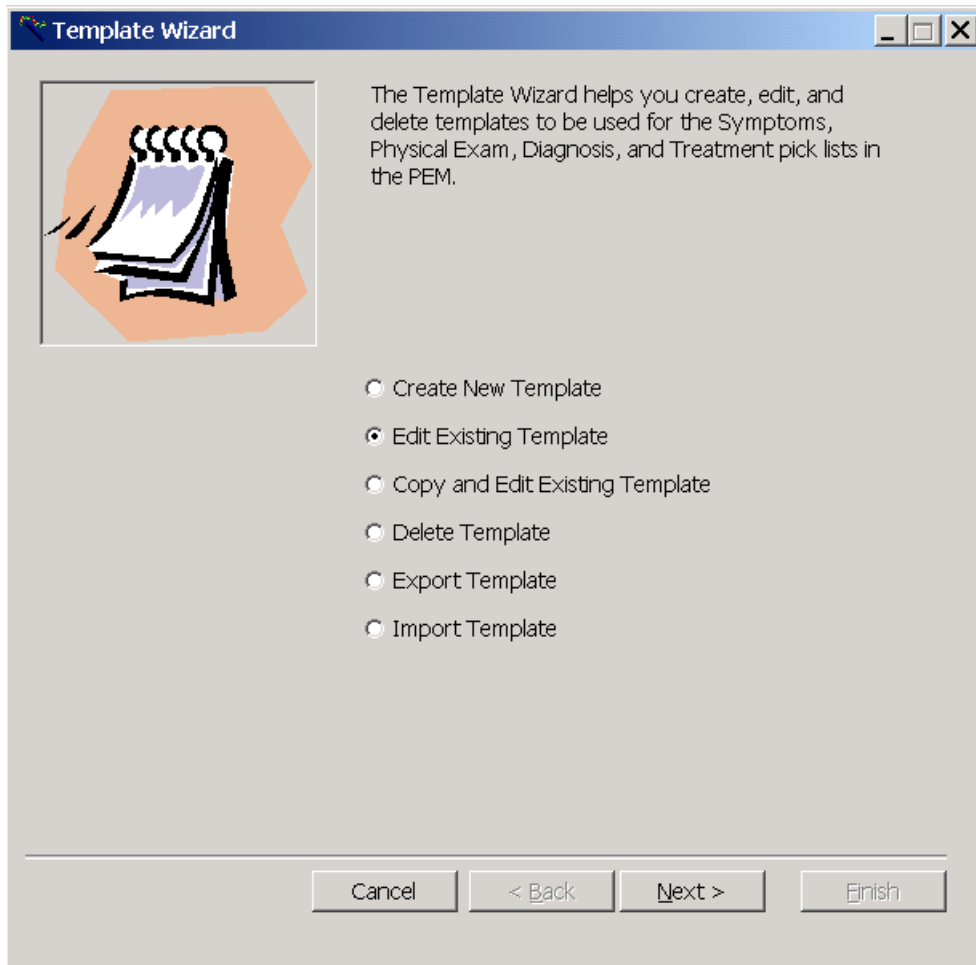 Template Wizard
The Template Wizard helps you create, edit, and
delete templates to be used for the Symptoms,
Physical Exam, Diagnosis, and Treatment pick lists in
the PEM.
Create New Template
Edit Existing Template
Copy and Edit Existing Template
Delete Template
Export Template
Import Template
Cancel
< Back
Next >
Finish